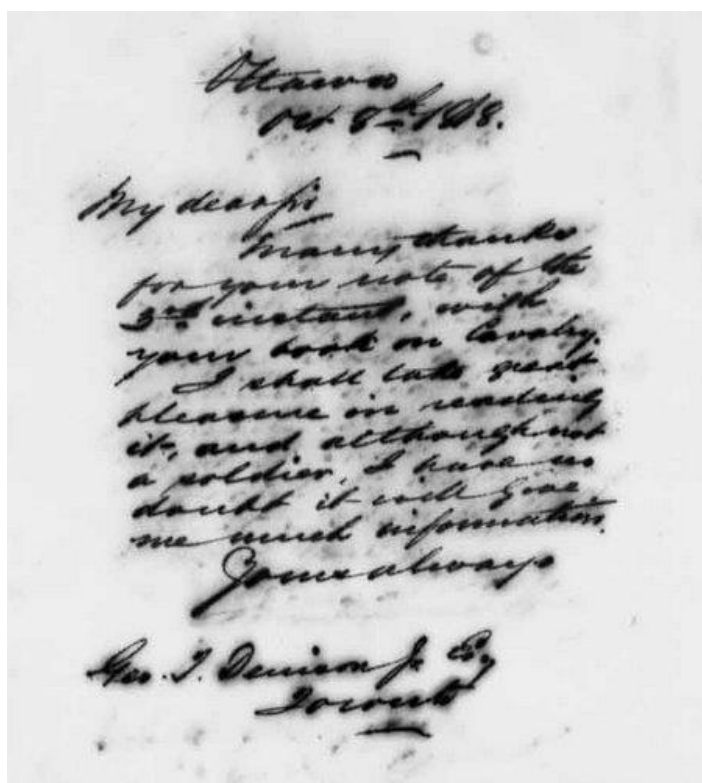 Ottawa
Oct 8th 1868.
My dear Sir
Many thanks
for your note of the
3rd instant, with
your book on Cavalry.
I shall take great
pleasure in reading
it, and although not
a soldier, I have no
doubt it will give
me much information.
Yours always
Geo. T. Denison Jr Esq
Toronto